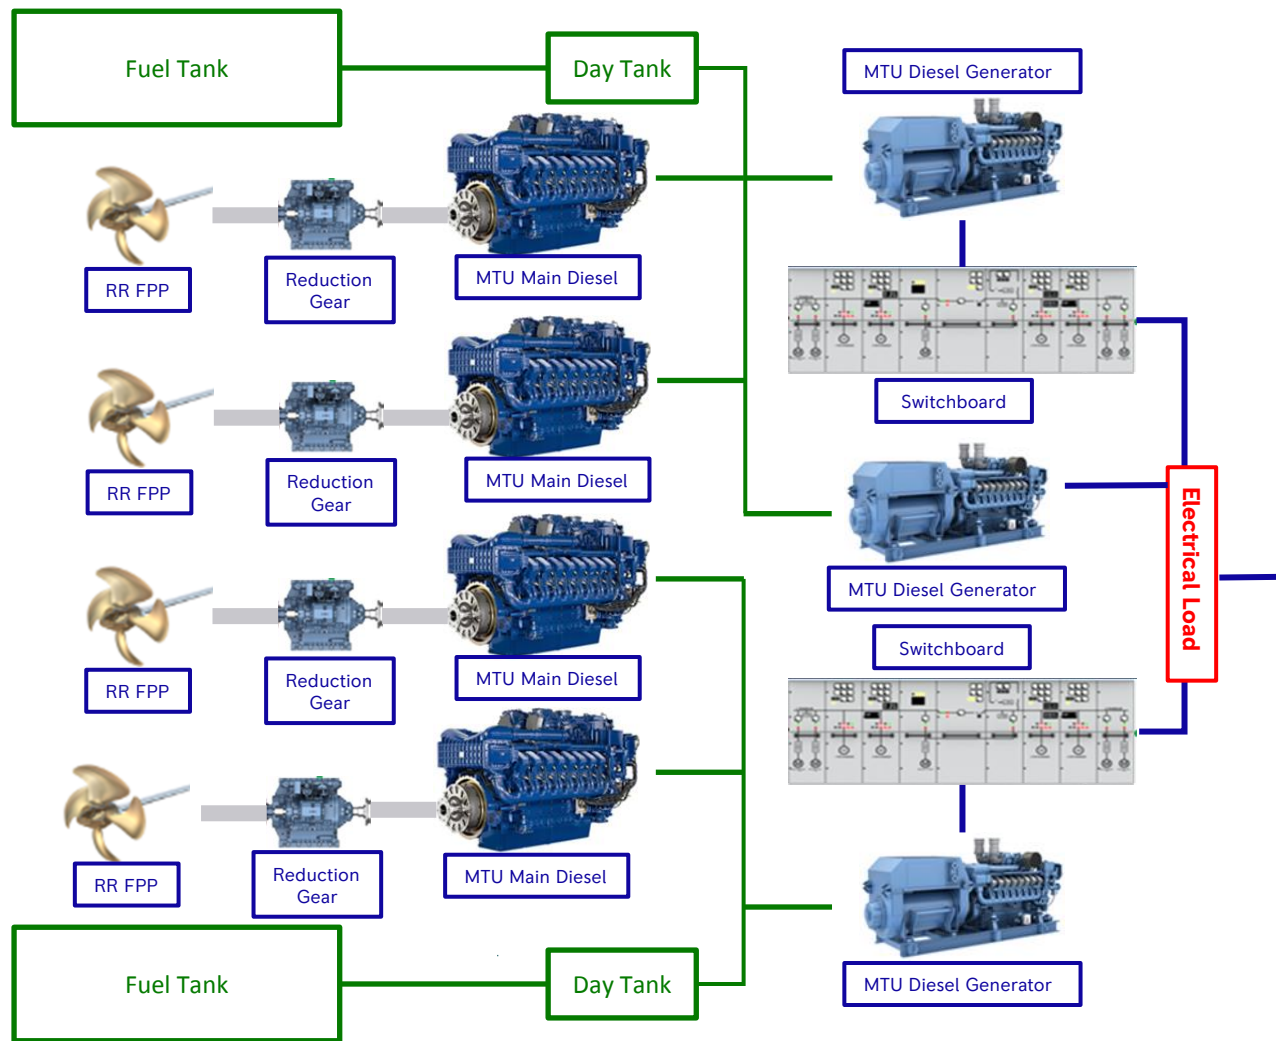 Fuel Tank
Day Tank
MTU Diesel Generator
RR FPP
Reduction
Gear
MTU Main Diesel
Switchboard
RR FPP
Reduction
Gear
MTU Main Diesel
Electrical Load
MTU Diesel Generator
Switchboard
RR FPP
Reduction
Gear
MTU Main Diesel
RR FPP
Reduction
Gear
MTU Main Diesel
Fuel Tank
Day Tank
MTU Diesel Generator